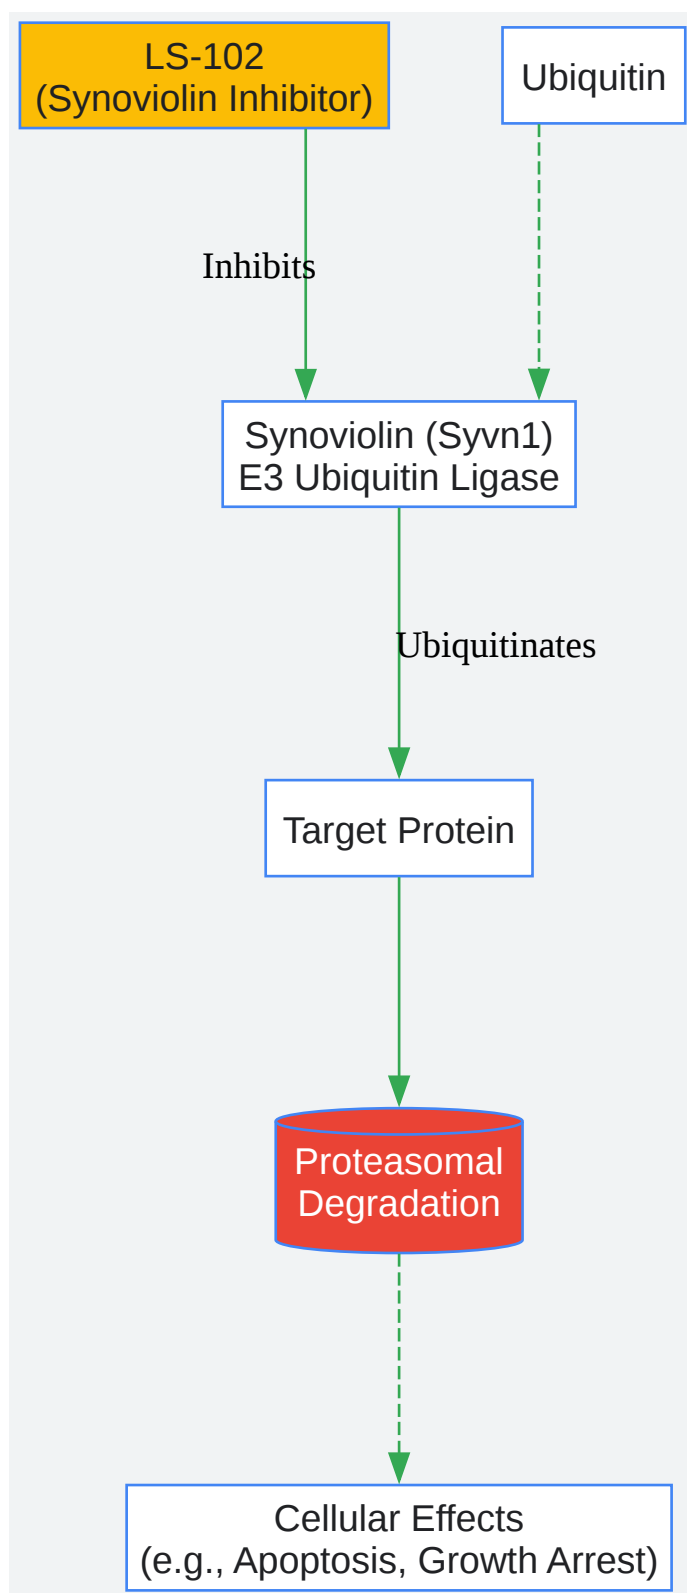 LS-102
(Synoviolin Inhibitor)
Ubiquitin
Inhibits
Synoviolin (Syvn1)
E3 Ubiquitin Ligase
Ubiquitinates
Target Protein
Proteasomal
Degradation
Cellular Effects
(e.g., Apoptosis, Growth Arrest)